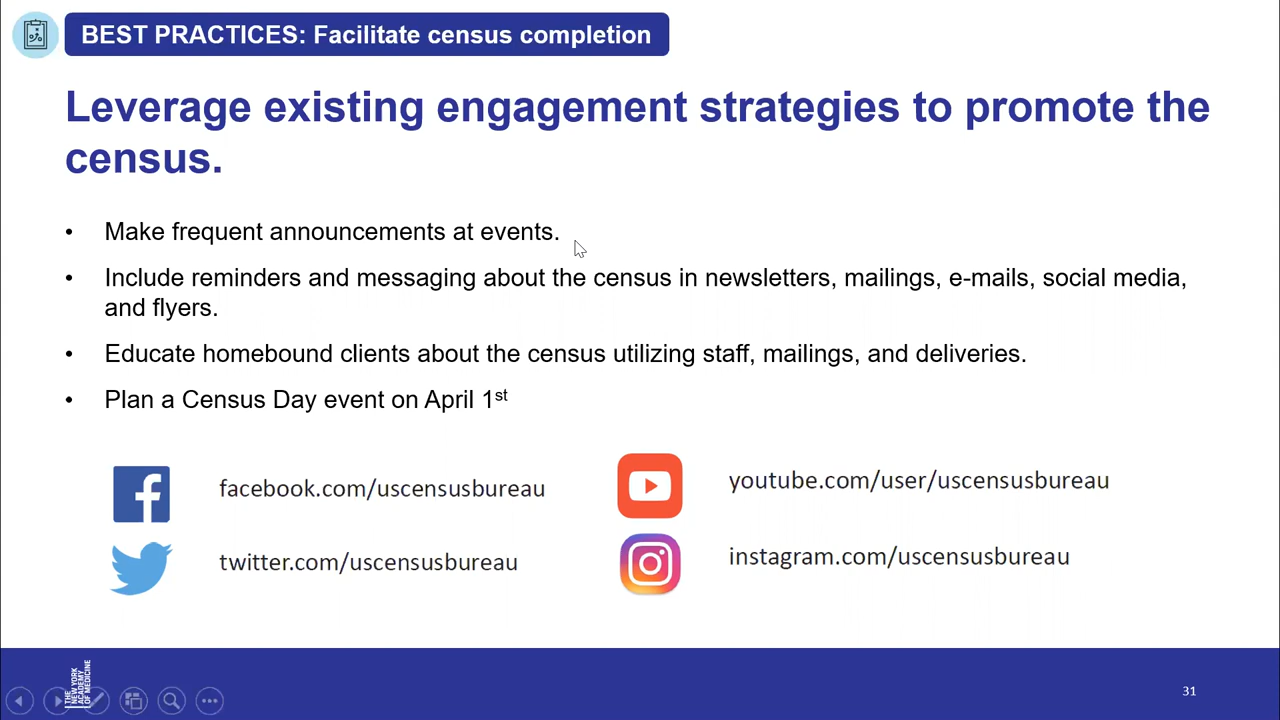 BEST PRACTICES: Facilitate census completion
Leverage existing engagement strategies to promote the
census.
• Make frequent announcements at events.
• Include reminders and messaging about the census in newsletters, mailings, e-mails, social media,
and flyers.
• Educate homebound clients about the census utilizing staff, mailings, and deliveries.
• Plan a Census Day event on April 1st
facebook.com/uscensusbureau
youtube.com/user/uscensusbureau
twitter.com/uscensusbureau
instagram.com/uscensusbureau
THE
NEW YORK
ACADEMY
OF MEDICINE
31